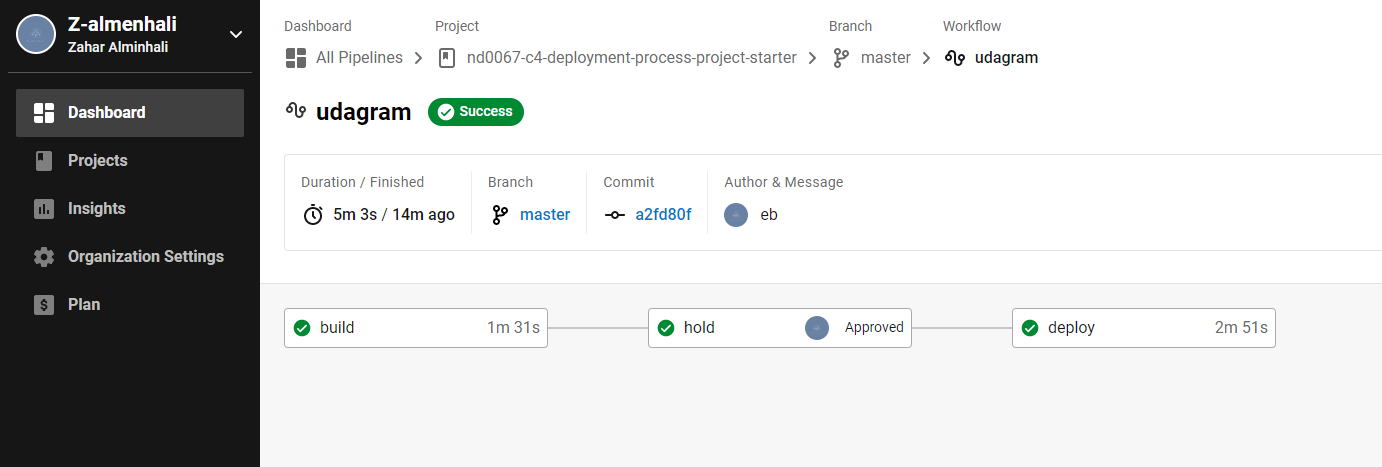 Z-almenhali
Zahar Alminhali
Dashboard
Projects
Insights
Organization Settings
Plan
Dashboard Project Branch Workflow
All Pipelines nd0067-c4-deployment-process-project-starter master udagram
udagram Success
Duration / Finished Branch Commit Author & Message
5m 3s / 14m ago master a2fd80f eb
build 1m 31s hold Approved deploy 2m 51s